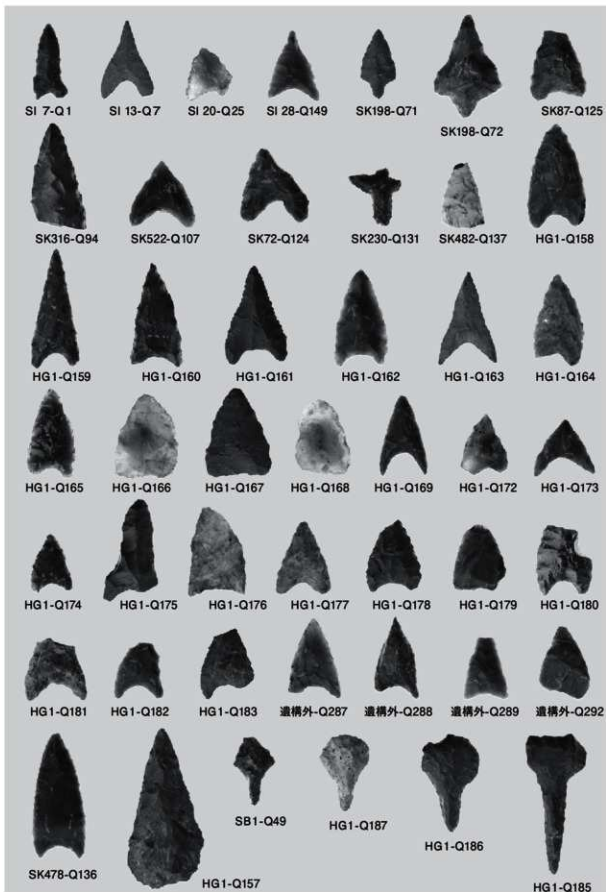 SI 7-Q1
SI 13-Q7
SI 20-Q25
SI 28-Q149
SK198-Q71
SK198-Q72
SK87-Q125
SK316-Q94
SK522-Q107
SK72-Q124
SK230-Q131
SK482-Q137
HG1-Q158
HG1-Q159
HG1-Q160
HG1-Q161
HG1-Q162
HG1-Q163
HG1-Q164
HG1-Q165
HG1-Q166
HG1-Q167
HG1-Q168
HG1-Q169
HG1-Q172
HG1-Q173
HG1-Q174
HG1-Q175
HG1-Q176
HG1-Q177
HG1-Q178
HG1-Q179
HG1-Q180
HG1-Q181
HG1-Q182
HG1-Q183
遺構外-Q287
遺構外-Q288
遺構外-Q289
遺構外-Q292
SK478-Q136
HG1-Q157
SB1-Q49
HG1-Q187
HG1-Q186
HG1-Q185